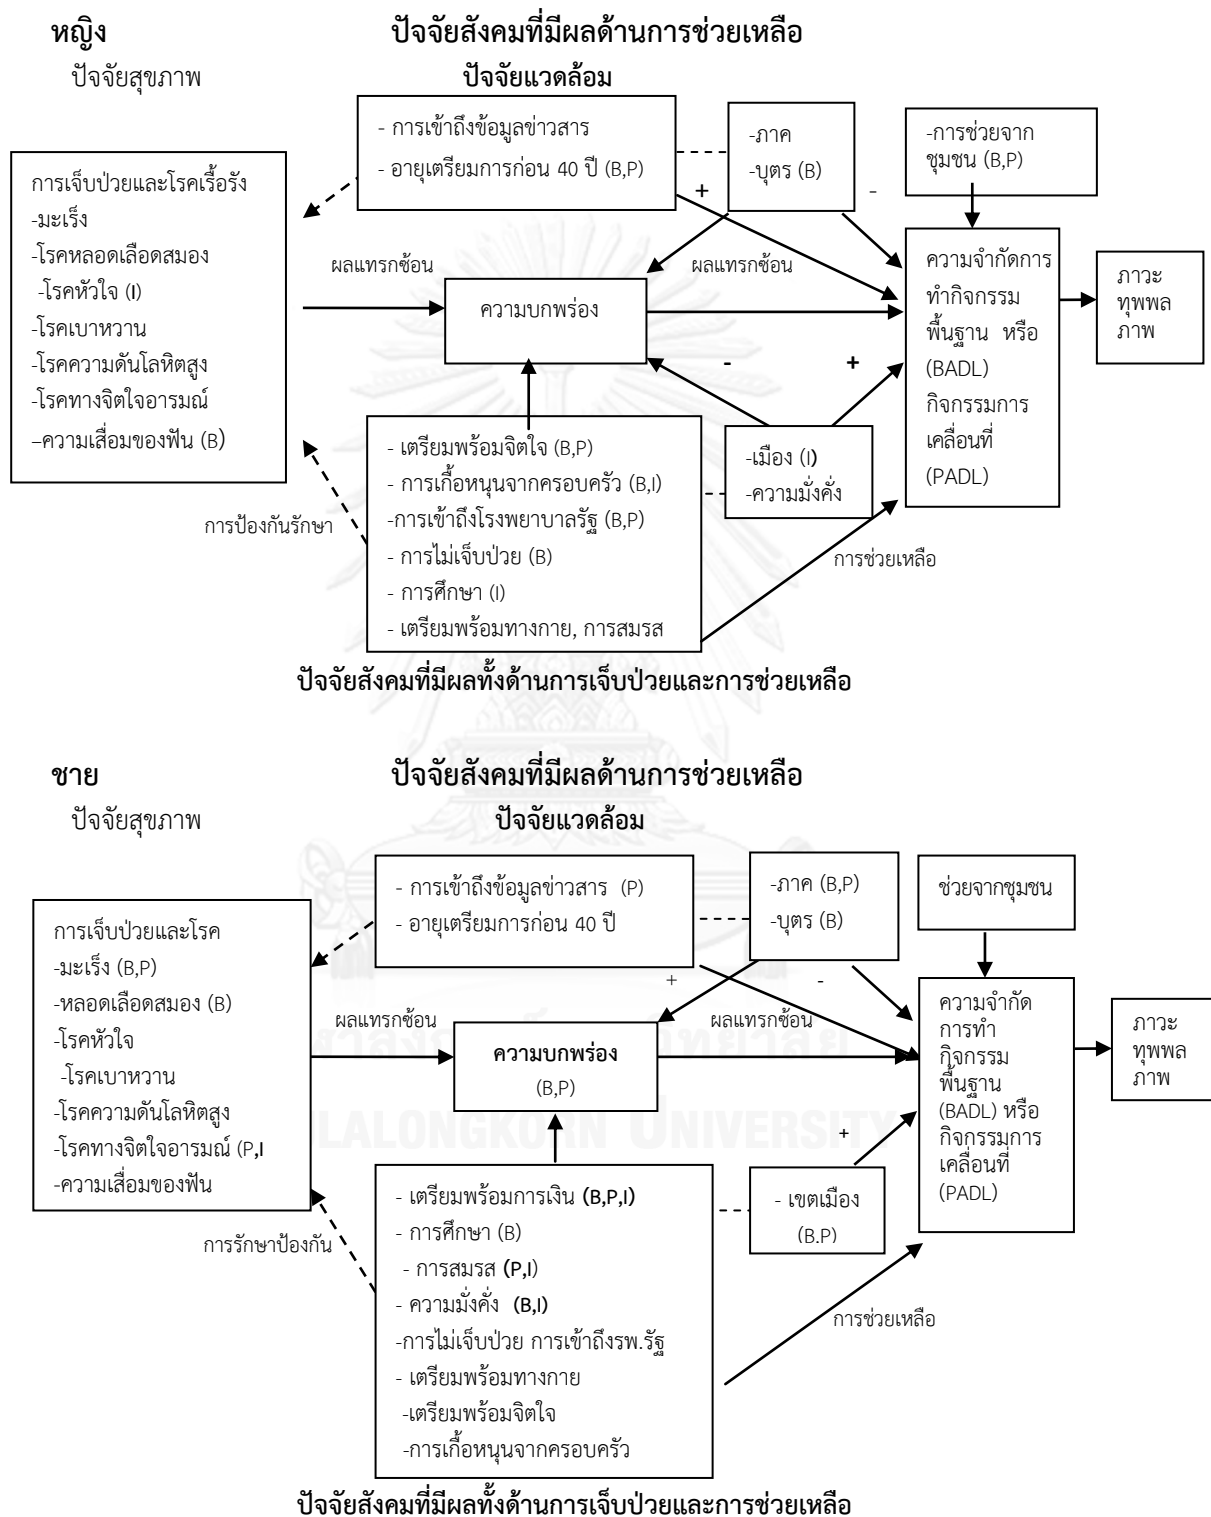 หญิง
ปัจจัยสังคมที่มีผลด้านการช่วยเหลือ
ปัจจัยสุขภาพ
ปัจจัยแวดล้อม
- การเข้าถึงข้อมูลข่าวสาร
- อายุเตรียมการก่อน 40 ปี (B,P)
-ภาค
-บุตร (B)
-การช่วยจาก
ชุมชน (B,P)
การเจ็บป่วยและโรคเรื้อรัง
-มะเร็ง
-โรคหลอดเลือดสมอง
-โรคหัวใจ (I)
-โรคเบาหวาน
-โรคความดันโลหิตสูง
-โรคทางจิตใจอารมณ์
–ความเสื่อมของฟัน (B)
+
-
ผลแทรกซ้อน
ผลแทรกซ้อน
ความบกพร่อง
ความจำกัดการ
ทำกิจกรรม
พื้นฐาน หรือ
(BADL)
กิจกรรมการ
เคลื่อนที่
(PADL)
ภาวะ
ทุพพล
ภาพ
-
+
- เตรียมพร้อมจิตใจ (B,P)
- การเกื้อหนุนจากครอบครัว (B,I)
-การเข้าถึงโรงพยาบาลรัฐ (B,P)
- การไม่เจ็บป่วย (B)
- การศึกษา (I)
- เตรียมพร้อมทางกาย, การสมรส
-เมือง (I)
-ความมั่งคั่ง
การป้องกันรักษา
การช่วยเหลือ
ปัจจัยสังคมที่มีผลทั้งด้านการเจ็บป่วยและการช่วยเหลือ
ชาย
ปัจจัยสังคมที่มีผลด้านการช่วยเหลือ
ปัจจัยสุขภาพ
ปัจจัยแวดล้อม
- การเข้าถึงข้อมูลข่าวสาร (P)
- อายุเตรียมการก่อน 40 ปี
-ภาค (B,P)
-บุตร (B)
ช่วยจากชุมชน
การเจ็บป่วยและโรค
-มะเร็ง (B,P)
-หลอดเลือดสมอง (B)
-โรคหัวใจ
-โรคเบาหวาน
-โรคความดันโลหิตสูง
-โรคทางจิตใจอารมณ์ (P,I
-ความเสื่อมของฟัน
+
-
ผลแทรกซ้อน
ผลแทรกซ้อน
ความบกพร่อง
(B,P)
ความจำกัด
การทำ
กิจกรรม
พื้นฐาน
(BADL) หรือ
กิจกรรมการ
เคลื่อนที่
(PADL)
ภาวะ
ทุพพล
ภาพ
+
- เตรียมพร้อมการเงิน (B,P,I)
- การศึกษา (B)
- การสมรส (P,I)
- ความมั่งคั่ง (B,I)
-การไม่เจ็บป่วย การเข้าถึงรพ.รัฐ
- เตรียมพร้อมทางกาย
-เตรียมพร้อมจิตใจ
-การเกื้อหนุนจากครอบครัว
- เขตเมือง
(B.P)
การรักษาป้องกัน
การช่วยเหลือ
ปัจจัยสังคมที่มีผลทั้งด้านการเจ็บป่วยและการช่วยเหลือ